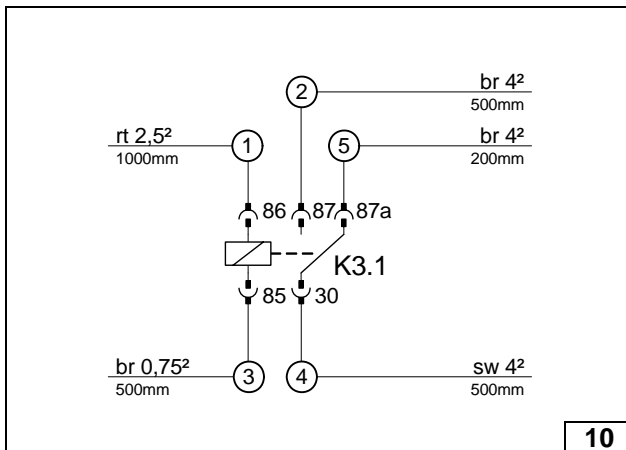 2
br 4²
500mm
rt 2,5²
1000mm
1
5
br 4²
200mm
86
87
87a
K3.1
85
30
br 0,75²
500mm
3
4
sw 4²
500mm
10